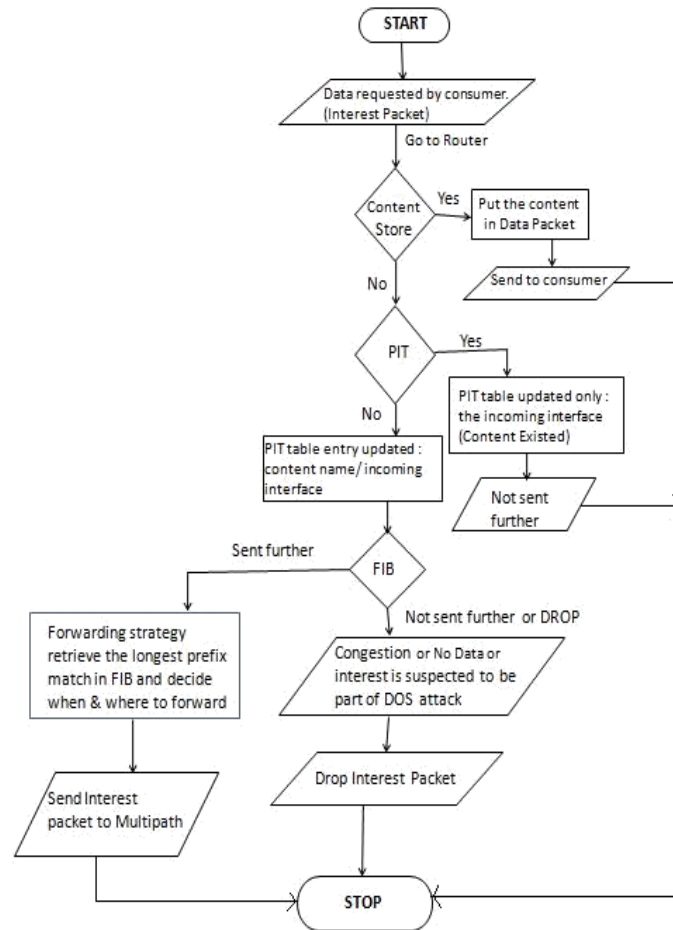 START
Data requested by consumer.
(Interest Packet)
Go to Router
Content
Store
Yes
Put the content
in Data Packet
Send to consumer
No
PIT
Yes
PIT table updated only :
the incoming interface
(Content Existed)
Not sent
further
No
PIT table entry updated :
content name/ incoming
interface
FIB
Sent further
Forwarding strategy
retrieve the longest prefix
match in FIB and decide
when & where to forward
Send Interest
packet to Multipath
Not sent further or DROP
Congestion or No Data or
interest is suspected to be
part of DOS attack
Drop Interest Packet
STOP